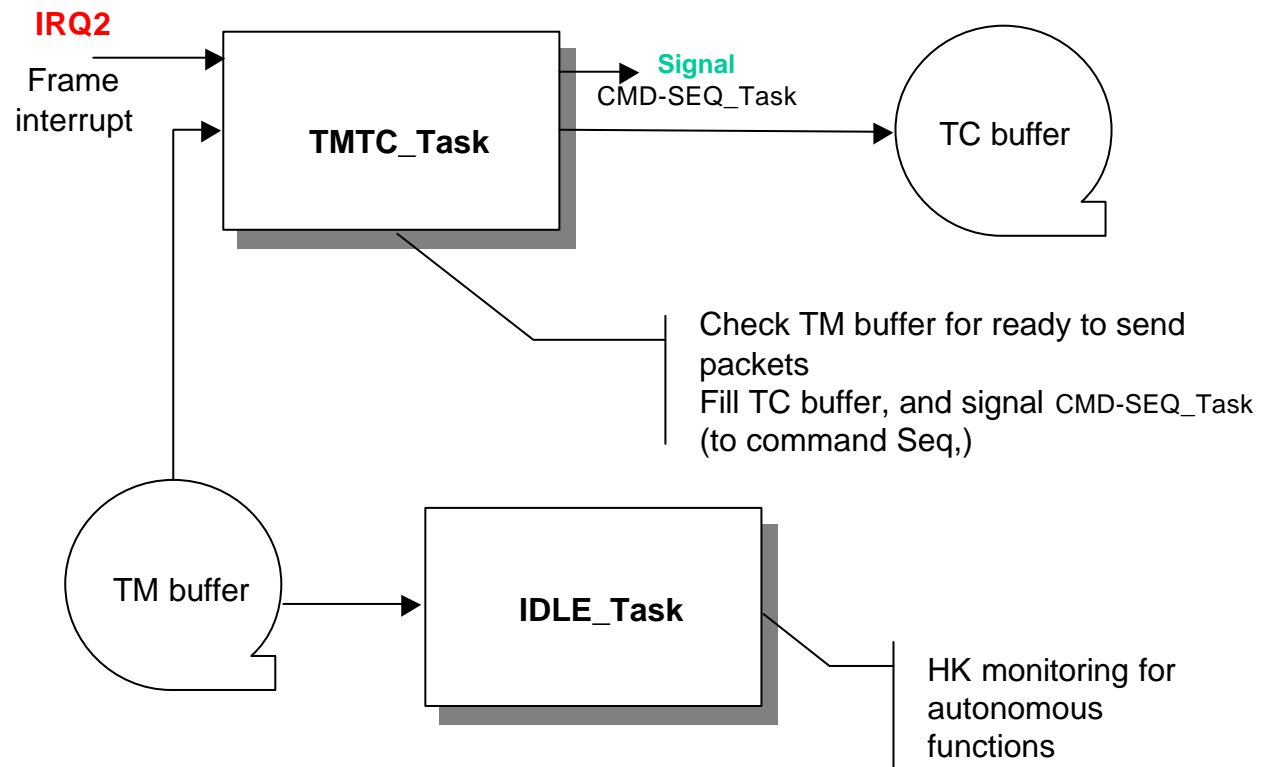 IRQ2
Frame
interrupt
TMTC_Task
Signal
CMD-SEQ_Task
TC buffer
Check TM buffer for ready to send
packets
Fill TC buffer, and signal CMD-SEQ_Task
(to command Seq,)
TM buffer
IDLE_Task
HK monitoring for
autonomous
functions